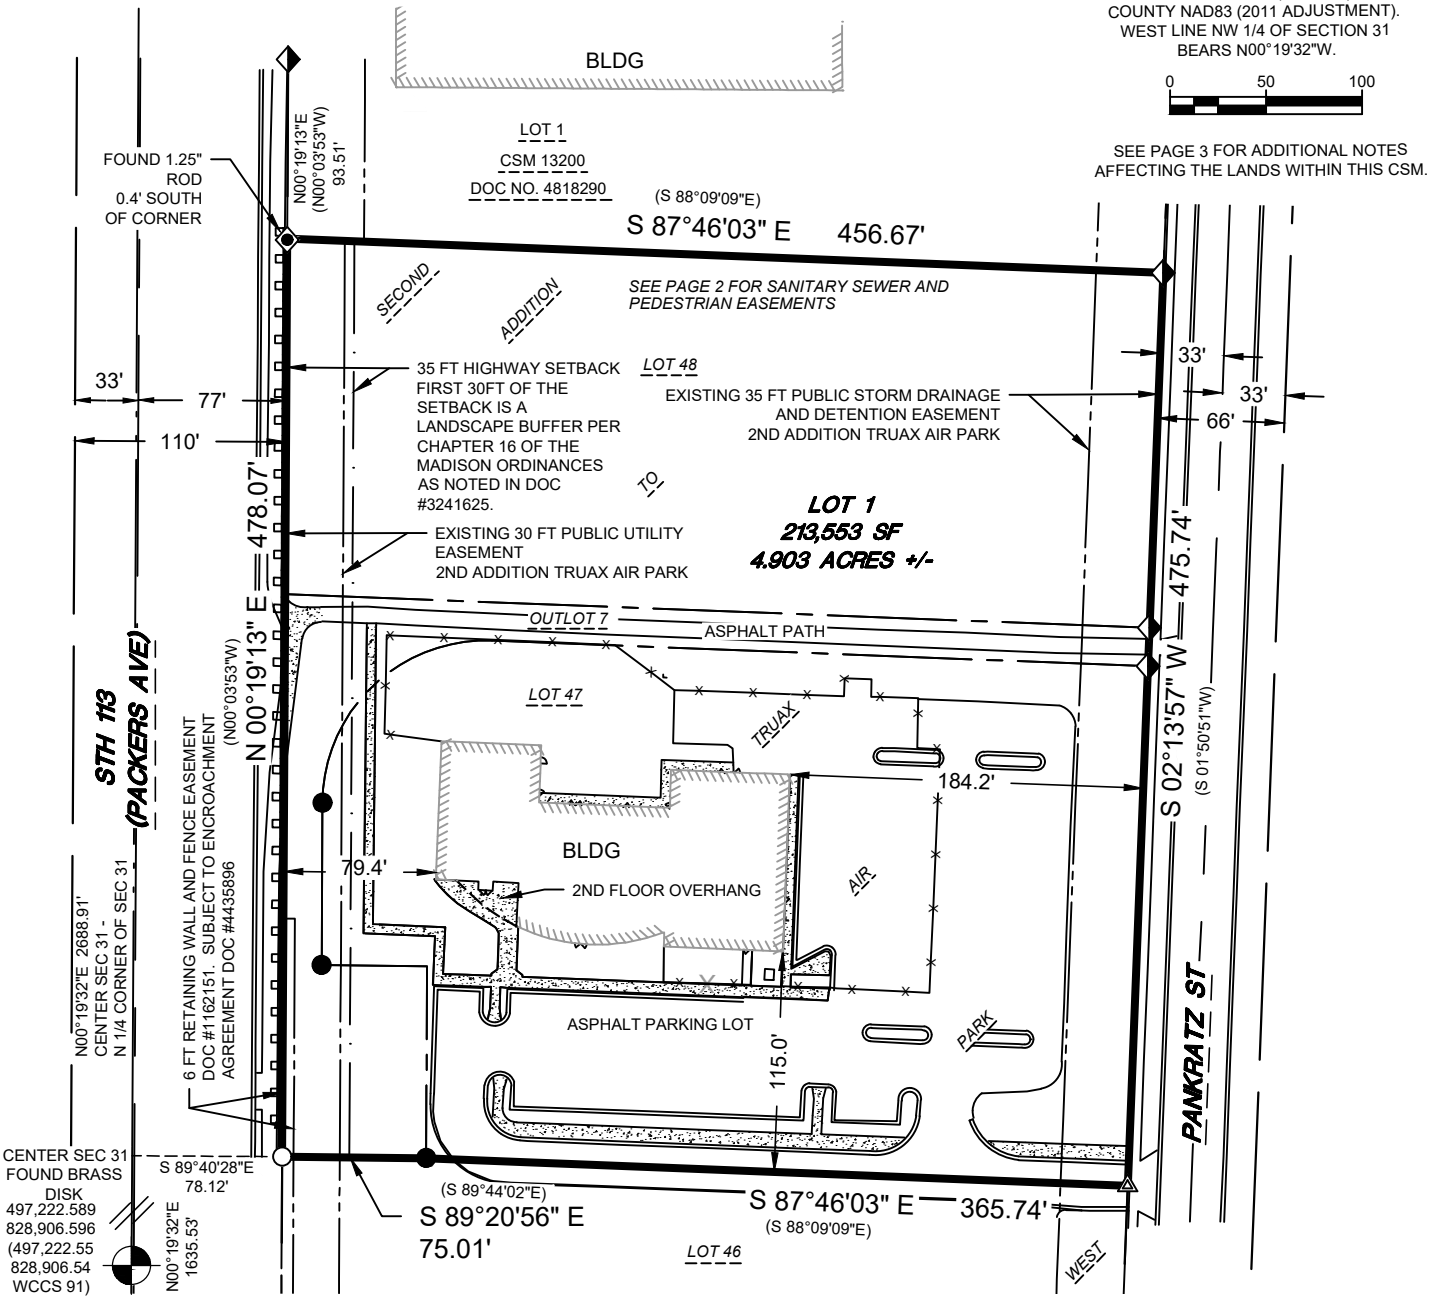 COUNTY NAD83 (2011 ADJUSTMENT).
WEST LINE NW 1/4 OF SECTION 31
BEARS N00°19'32"W.
0 50 100
SEE PAGE 3 FOR ADDITIONAL NOTES
AFFECTING THE LANDS WITHIN THIS CSM.
BLDG
LOT 1
CSM 13200
DOC NO. 4818290
N00°19'13"E
(N00°03'53"W)
93.51'
FOUND 1.25"
ROD
0.4' SOUTH
OF CORNER
(S 88°09'09"E)
S 87°46'03" E 456.67'
SECOND
ADDITION
SEE PAGE 2 FOR SANITARY SEWER AND
PEDESTRIAN EASEMENTS
35 FT HIGHWAY SETBACK
FIRST 30FT OF THE
SETBACK IS A
LANDSCAPE BUFFER PER
CHAPTER 16 OF THE
MADISON ORDINANCES
AS NOTED IN DOC
#3241625.
LOT 48
EXISTING 35 FT PUBLIC STORM DRAINAGE
AND DETENTION EASEMENT
2ND ADDITION TRUAX AIR PARK
33'
77'
110'
33'
33'
66'
TO
LOT 1
213,553 SF
4.903 ACRES +/-
EXISTING 30 FT PUBLIC UTILITY
EASEMENT
2ND ADDITION TRUAX AIR PARK
N 00°19'13" E 478.07'
(N00°03'53"W)
S 02°13'57" W 475.74'
(S 01°50'51"W)
OUTLOT 7
ASPHALT PATH
LOT 47
TRUAX
STH 113
(PACKERS AVE)
6 FT RETAINING WALL AND FENCE EASEMENT
DOC #1162151. SUBJECT TO ENCROACHMENT
AGREEMENT DOC #4435896
184.2'
BLDG
79.4'
2ND FLOOR OVERHANG
AIR
N00°19'32"E 2688.91'
CENTER SEC 31 -
N 1/4 CORNER OF SEC 31
ASPHALT PARKING LOT
115.0'
PARK
PANKRATZ ST
CENTER SEC 31
FOUND BRASS
DISK
497,222.589
828,906.596
(497,222.55
828,906.54
WCCS 91)
S 89°40'28"E
78.12'
N00°19'32"E
1635.53'
(S 89°44'02"E)
S 89°20'56" E
75.01'
S 87°46'03" E 365.74'
(S 88°09'09"E)
LOT 46
WEST